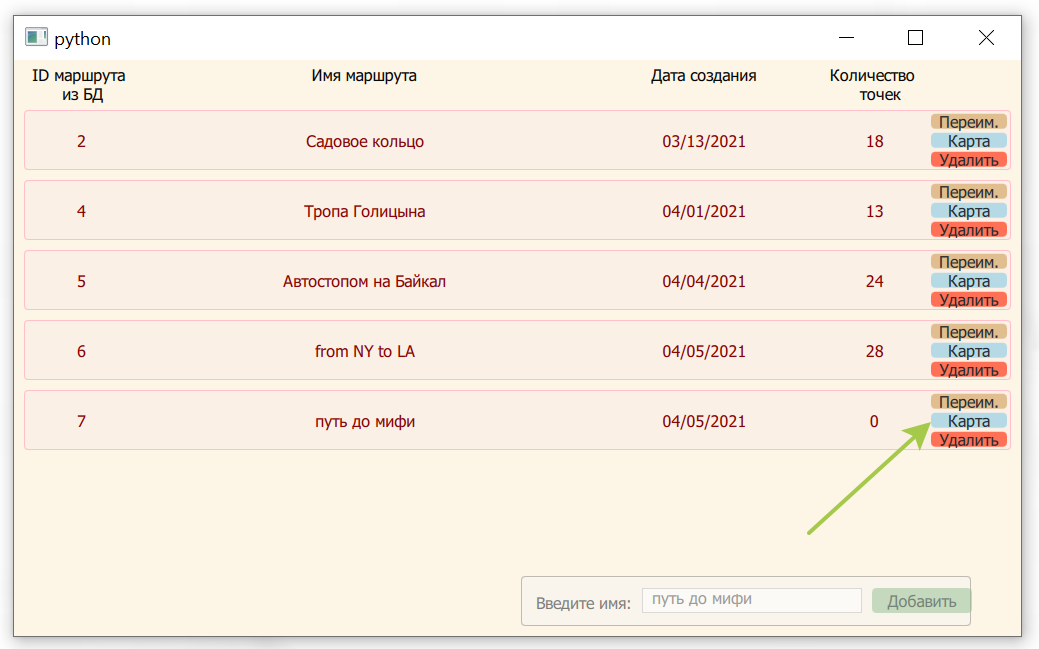 python
ID маршрута Имя маршрута Дата создания Количество
из БД точек
Переим.
2 Садовое кольцо 03/13/2021 18 Карта
Удалить
Переим.
4 Тропа Голицына 04/01/2021 13 Карта
Удалить
Переим.
5 Автостопом на Байкал 04/04/2021 24 Карта
Удалить
Переим.
6 from NY to LA 04/05/2021 28 Карта
Удалить
Переим.
7 путь до мифи 04/05/2021 0 Карта
Удалить
Введите имя: путь до мифи Добавить